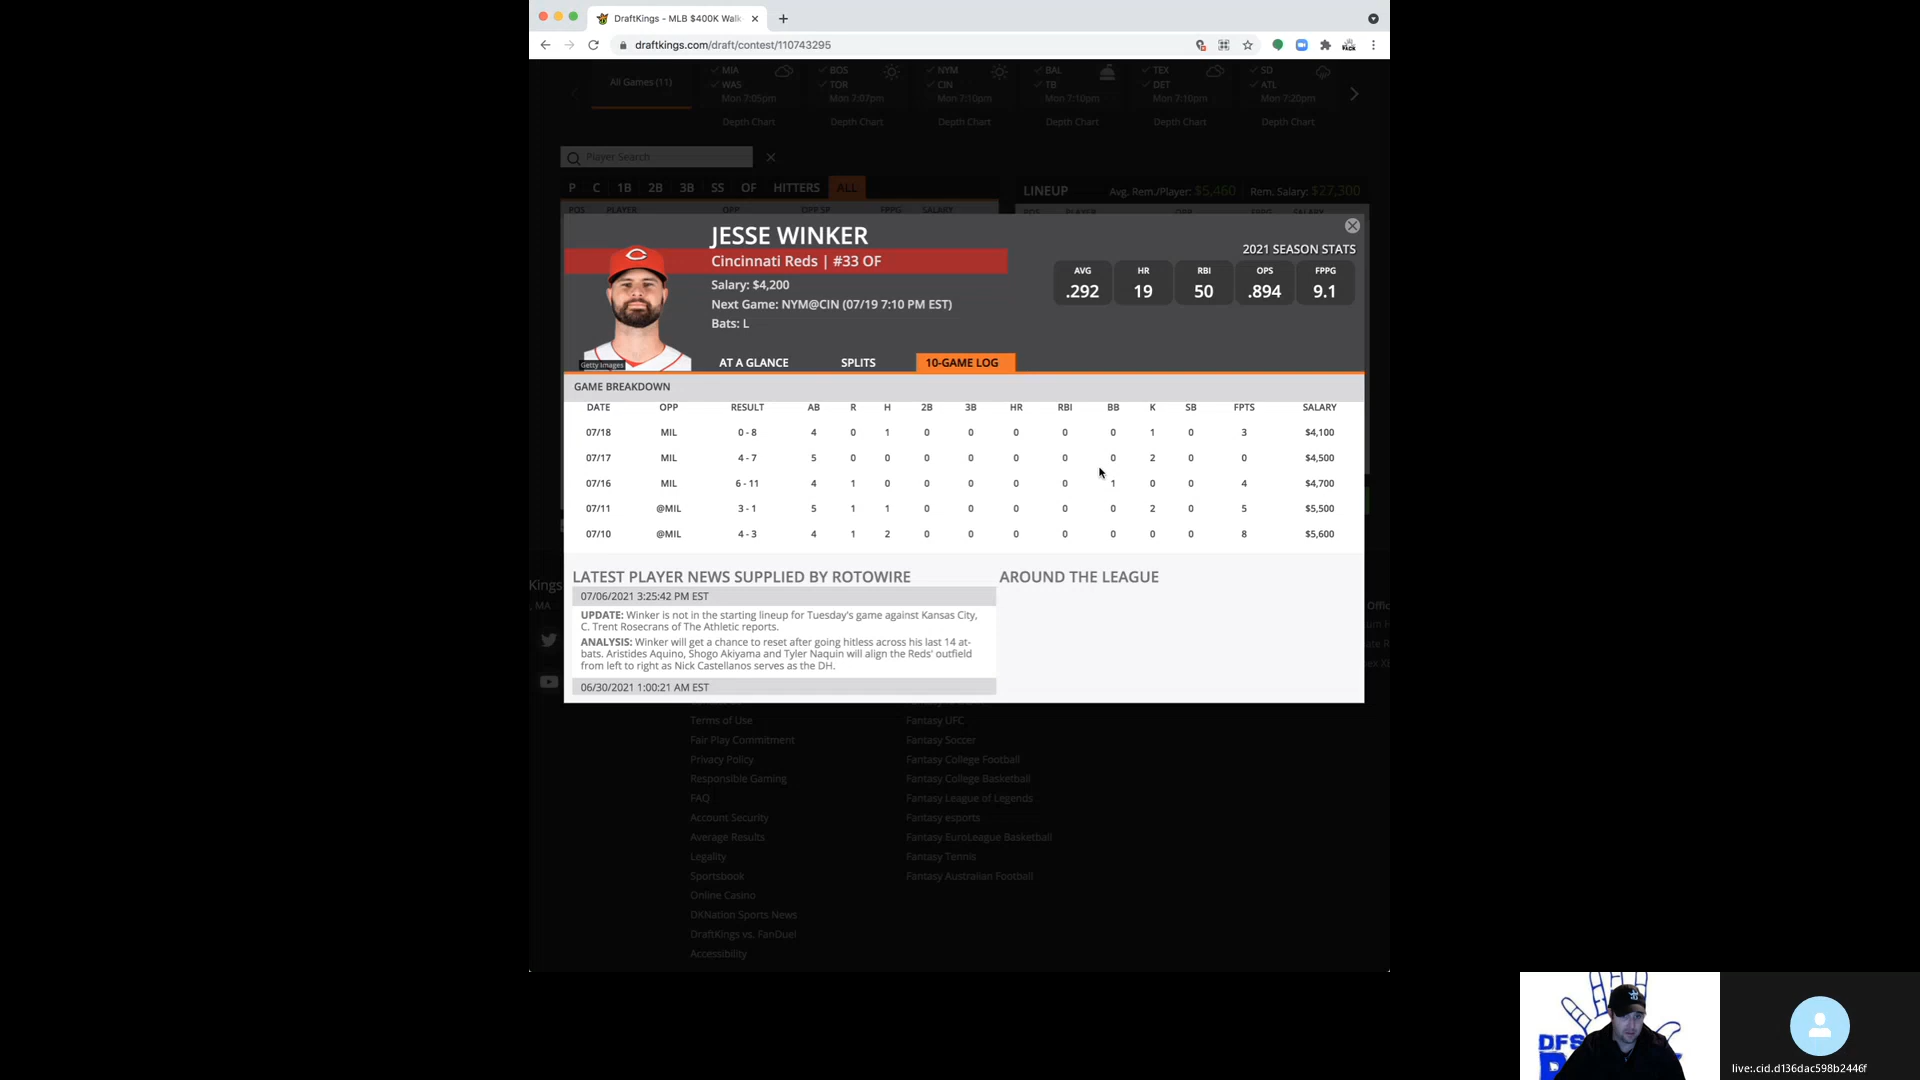 DraftKings - MLB $400K Walk
draftkings.com/draft/contest/110743295
All Games (11)
MIA BOS NYM BAL TEX SD
WAS TOR CIN TB DET ATL
Mon 7:05pm Mon 7:07pm Mon 7:10pm Mon 7:10pm Mon 7:10pm Mon 7:20pm
Depth Chart Depth Chart Depth Chart Depth Chart Depth Chart Depth Chart
Player Search
P C 1B 2B 3B SS OF HITTERS ALL
LINEUP Avg. Rem./Player: $5,460 Rem. Salary: $27,300
POS PLAYER OPP OPP SP FPPG SALARY
JESSE WINKER
Cincinnati Reds | #33 OF
Salary: $4,200
Next Game: NYM@CIN (07/19 7:10 PM EST)
Bats: L
Getty Images
2021 SEASON STATS
AVG HR RBI OPS FPPG
.292 19 50 .894 9.1
AT A GLANCE SPLITS 10-GAME LOG
GAME BREAKDOWN
DATE OPP RESULT AB R H 2B 3B HR RBI BB K SB FPTS SALARY
07/18 MIL 0 - 8 4 0 1 0 0 0 0 0 1 0 3 $4,100
07/17 MIL 4 - 7 5 0 0 0 0 0 0 0 2 0 0 $4,500
07/16 MIL 6 - 11 4 1 0 0 0 0 0 1 0 0 4 $4,700
07/11 @MIL 3 - 1 5 1 1 0 0 0 0 0 2 0 5 $5,500
07/10 @MIL 4 - 3 4 1 2 0 0 0 0 0 0 0 8 $5,600
LATEST PLAYER NEWS SUPPLIED BY ROTOWIRE
07/06/2021 3:25:42 PM EST
UPDATE: Winker is not in the starting lineup for Tuesday's game against Kansas City,
C. Trent Rosecrans of The Athletic reports.
ANALYSIS: Winker will get a chance to reset after going hitless across his last 14 at-
bats. Aristides Aquino, Shogo Akiyama and Tyler Naquin will align the Reds' outfield
from left to right as Nick Castellanos serves as the DH.
06/30/2021 1:00:21 AM EST
AROUND THE LEAGUE
Kings
, MA
Terms of Use
Fair Play Commitment
Privacy Policy
Responsible Gaming
FAQ
Account Security
Average Results
Legality
Sportsbook
Online Casino
DKNation Sports News
DraftKings vs. FanDuel
Accessibility
Fantasy UFC
Fantasy Soccer
Fantasy College Football
Fantasy College Basketball
Fantasy League of Legends
Fantasy esports
Fantasy EuroLeague Basketball
Fantasy Tennis
Fantasy Australian Football
DFS
live:.cid.d136dac598b2446f